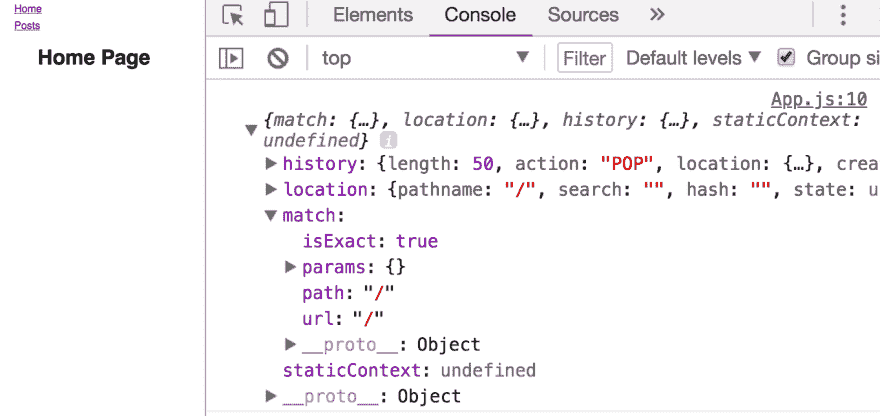 Home
Posts
Home Page
Elements Console Sources »
top Filter Default levels ▼ Group si
App.js:10
{match: {…}, location: {…}, history: {…}, staticContext:
undefined} i
▶ history: {length: 50, action: "POP", location: {…}, crea
▶ location: {pathname: "/", search: "", hash: "", state: u
▼ match:
isExact: true
▶ params: {}
path: "/"
url: "/"
▶ __proto__: Object
staticContext: undefined
▶ __proto__: Object